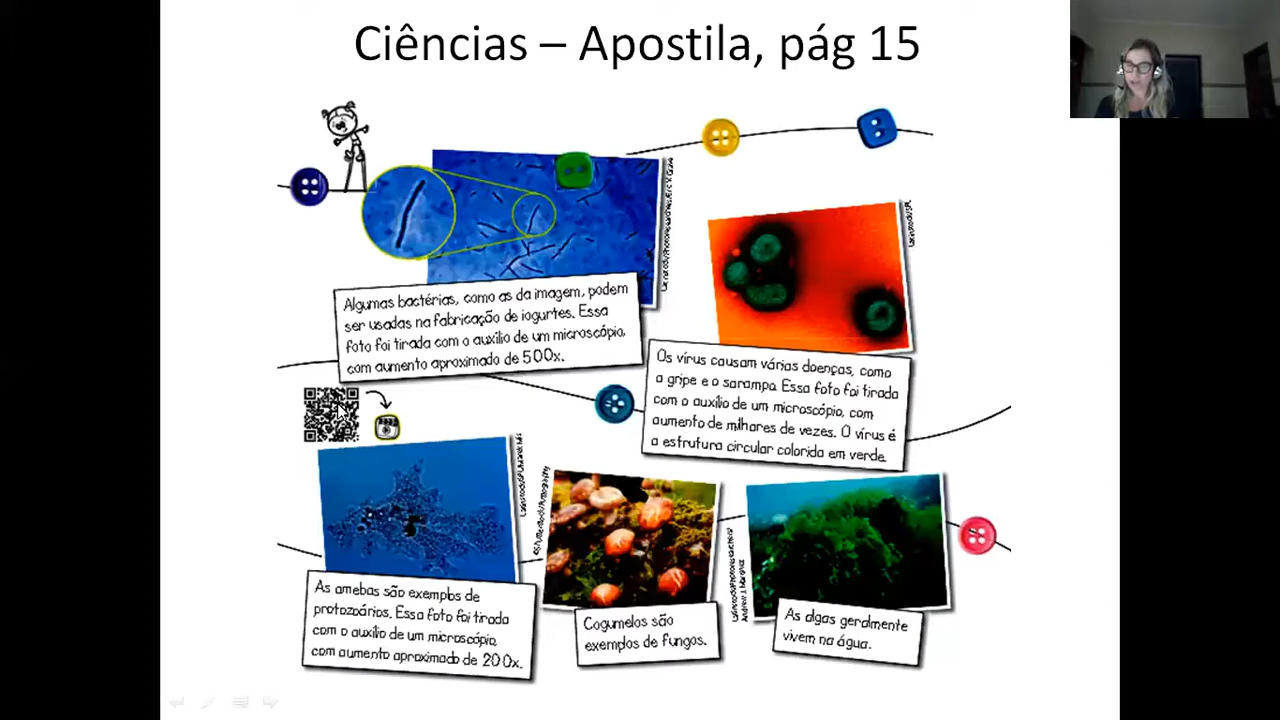 Ciências – Apostila, pág 15
Algumas bactérias, como as da imagem, podem
ser usadas na fabricação de iogurtes. Essa
foto foi tirada com o auxílio de um microscópio,
com aumento aproximado de 500x.
Os vírus causam várias doenças, como
a gripe e o sarampo. Essa foto foi tirada
com o auxílio de um microscópio, com
aumento de milhares de vezes. O vírus é
a estrutura circular colorida em verde.
As amebas são exemplos de
protozoários. Essa foto foi tirada
com o auxílio de um microscópio,
com aumento aproximado de 200x.
Cogumelos são
exemplos de fungos.
As algas geralmente
vivem na água.